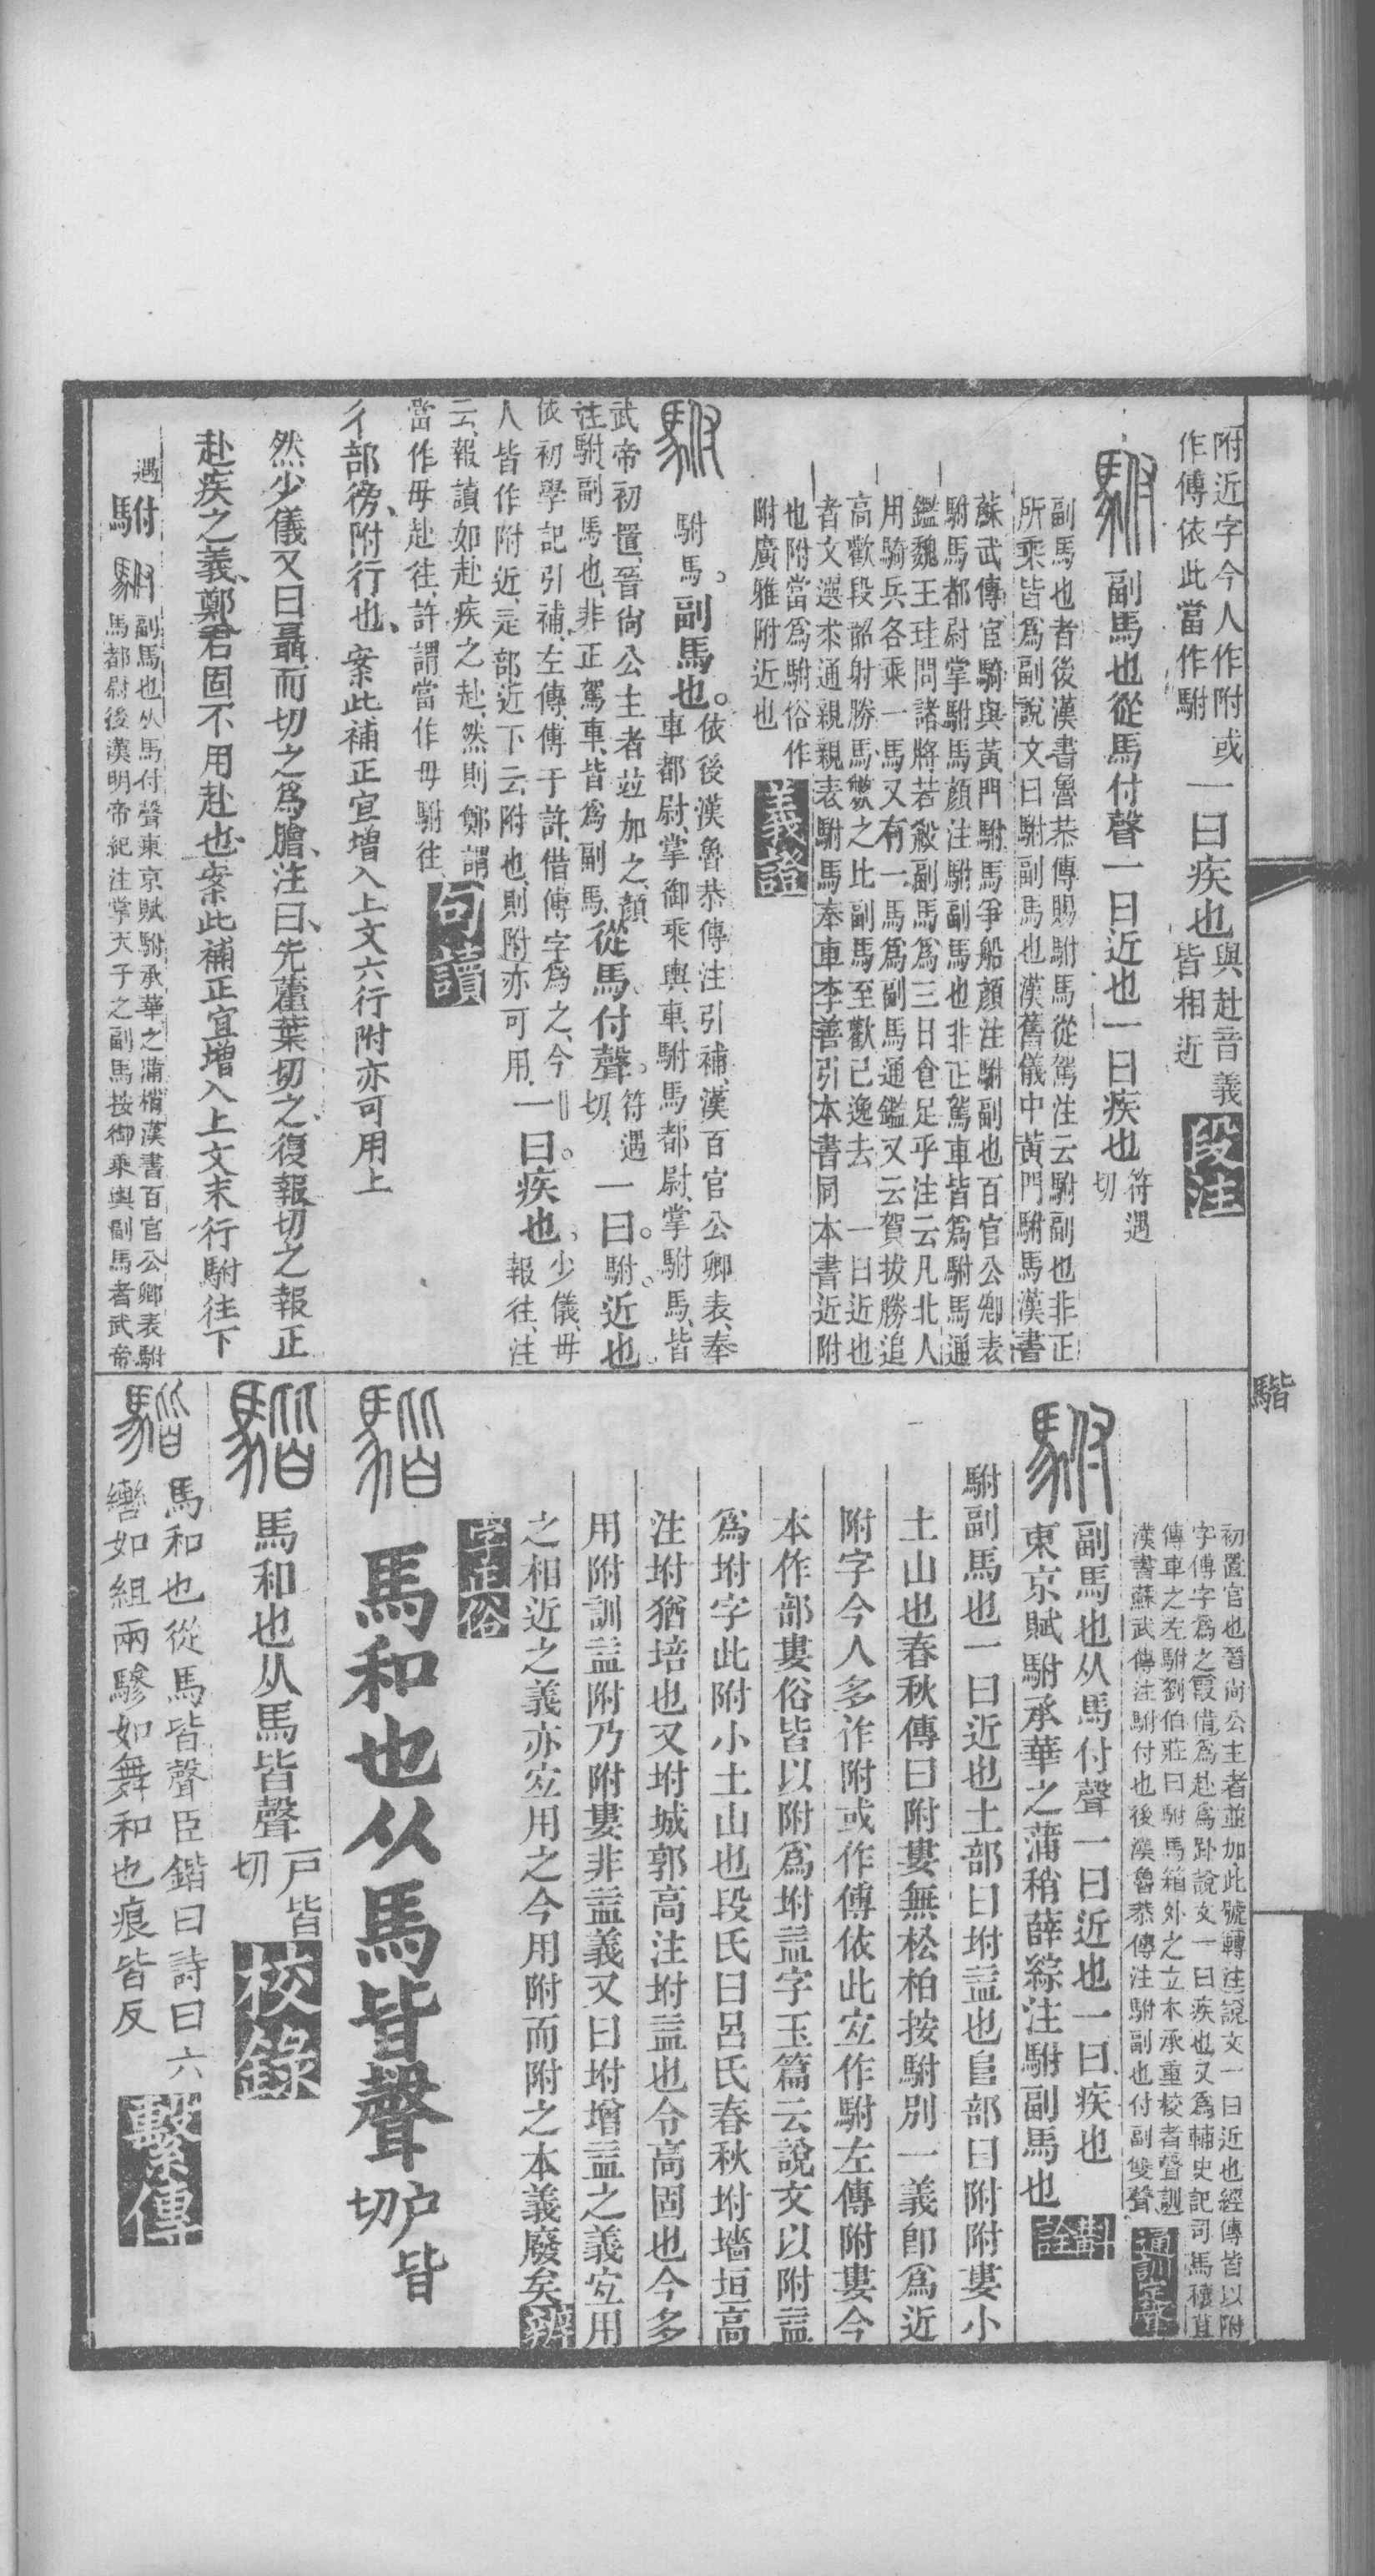 附近字今人作附或
作傅依此當作駙
一曰疾也
與赴音義
皆相近
段注
副馬也從馬付聲一曰近也一曰疾也
符遇
切
副馬也者後漢書魯恭傳賜駙馬從駕注云駙副也非正
所乘皆爲副說文曰駙副馬也漢舊儀中黃門駙馬漢書
蘇武傳宦騎與黃門駙馬爭船顔注駙副也百官公卿表
駙馬都尉掌駙馬顔注駙副馬也非正駕車皆爲駙馬通
鑑魏王珪問諸將若殺副馬爲三日食足乎注云凡北人
用騎兵各乘一馬又有一馬爲副馬通鑑又云賀拔勝追
高歡段韶射勝馬斃之比副馬至歡已逸去 一曰近也
者文選求通親親表駙馬奉車李善引本書同本書近附
也附當爲駙俗作
附廣雅附近也
義證
駙馬。副馬也。
依後漢魯恭傳注引補、漢百官公卿表、奉
車都尉、掌御乘輿車、駙馬都尉、掌駙馬、皆
武帝初置、晉尙公主者竝加之、顔
注駙副馬也、非正駕車、皆爲副馬、
從馬。付聲。
符遇
切、
一曰。駙。近也。
依初學記引補、左傳、傅于許、借傅字爲之、今
人皆作附近、辵部近下云、附也、則附亦可用、
一曰疾也。
少儀、毋
報往、注
云、報讀如赴疾之赴、然則鄭謂
當作毋赴往、許謂當作毋駙往、
句讀
彳部徬、附行也、案此補正宜增入上文六行附亦可用上
然少儀又曰聶而切之爲膾、注曰、先藿葉切之、復報切之報正
赴疾之義、鄭君固不用赴也、案此補正宜增入上文末行駙往下
遇
駙
副馬也从馬付聲東京賦駙承華之蒲梢漢書百官公卿表駙
馬都尉後漢明帝紀注掌天子之副馬按御乘輿副馬者武帝
駘
初置官也晉尙公主者並加此號轉注說文一曰近也經傳皆以附
字傅字爲之叚借爲赴爲𧺆說文一曰疾也又爲輔史記司馬穰苴
傳車之左駙劉伯莊曰駙馬箱外之立木承重校者聲訓
漢書蘇武傳注駙付也後漢魯恭傳注駙副也付副雙聲
通訓定聲
副馬也从馬付聲一曰近也一曰疾也
東京賦駙承華之蒲稍薛綜注駙副馬也
斠詮
駙副馬也一曰近也土部曰坿益也𨸏部曰附附婁小
土山也春秋傳曰附婁無松柏按駙別一義卽爲近
附字今人多作附或作傅依此宐作駙左傳附婁今
本作部婁俗皆以附爲坿益字玉篇云說文以附益
爲坿字此附小土山也段氏曰呂氏春秋坿墻垣高
注坿猶培也又坿城郭高注坿益也令高固也今多
用附訓益附乃附婁非益義又曰坿增益之義宐用
之相近之義亦宐用之今用附而附之本義廢矣
辨
字正俗
馬和也从馬皆聲
户皆
切
馬和也从馬皆聲
戸皆
切
校錄
馬和也從馬皆聲臣鍇曰詩曰六
轡如組兩驂如舞和也痕皆反
繫傳